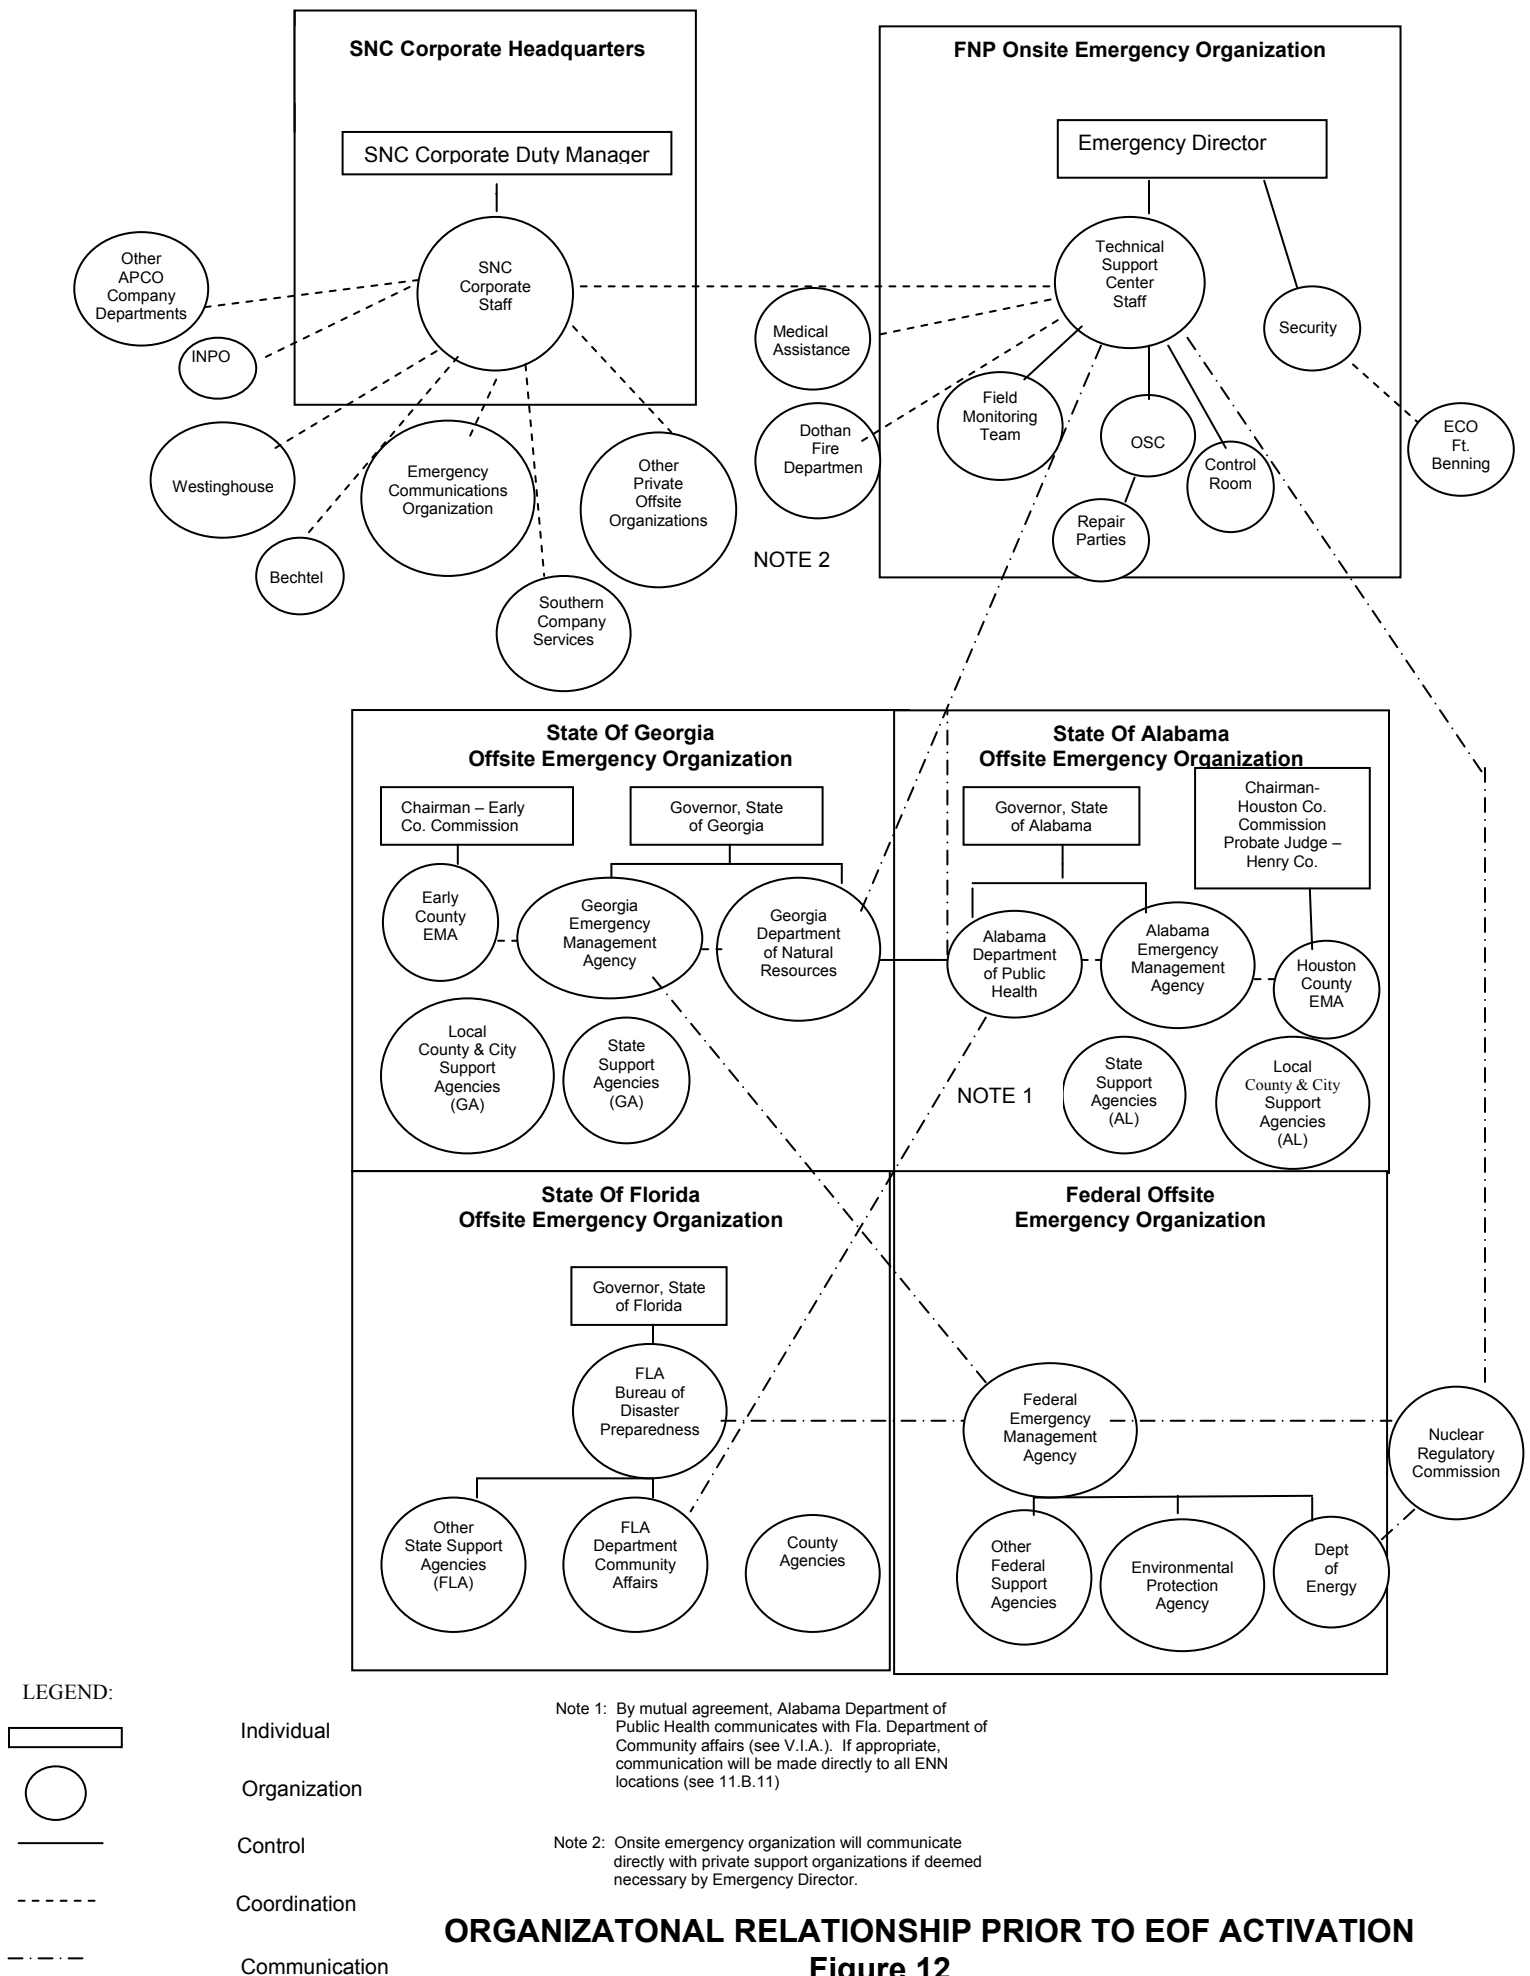 SNC Corporate Headquarters
SNC Corporate Duty Manager
SNC
Corporate
Staff
Other
APCO
Company
Departments
INPO
Westinghouse
Bechtel
Emergency
Communications
Organization
Southern
Company
Services
Other
Private
Offsite
Organizations
NOTE 2
FNP Onsite Emergency Organization
Emergency Director
Technical
Support
Center
Staff
Security
Medical
Assistance
Dothan
Fire
Departmen
Field
Monitoring
Team
OSC
Control
Room
Repair
Parties
ECO
Ft.
Benning
State Of Georgia
Offsite Emergency Organization
Chairman – Early
Co. Commission
Governor, State
of Georgia
Early
County
EMA
Georgia
Emergency
Management
Agency
Georgia
Department
of Natural
Resources
Local
County & City
Support
Agencies
(GA)
State
Support
Agencies
(GA)
State Of Alabama
Offsite Emergency Organization
Governor, State
of Alabama
Chairman-
Houston Co.
Commission
Probate Judge –
Henry Co.
Alabama
Department
of Public
Health
Alabama
Emergency
Management
Agency
Houston
County
EMA
NOTE 1
State
Support
Agencies
(AL)
Local
County & City
Support
Agencies
(AL)
State Of Florida
Offsite Emergency Organization
Governor, State
of Florida
FLA
Bureau of
Disaster
Preparedness
Other
State Support
Agencies
(FLA)
FLA
Department
Community
Affairs
County
Agencies
Federal Offsite
Emergency Organization
Federal
Emergency
Management
Agency
Nuclear
Regulatory
Commission
Other
Federal
Support
Agencies
Environmental
Protection
Agency
Dept
of
Energy
LEGEND:
Individual
Organization
Control
Coordination
Communication
Note 1: By mutual agreement, Alabama Department of
Public Health communicates with Fla. Department of
Community affairs (see V.I.A.). If appropriate,
communication will be made directly to all ENN
locations (see 11.B.11)
Note 2: Onsite emergency organization will communicate
directly with private support organizations if deemed
necessary by Emergency Director.
ORGANIZATONAL RELATIONSHIP PRIOR TO EOF ACTIVATION
Figure 12